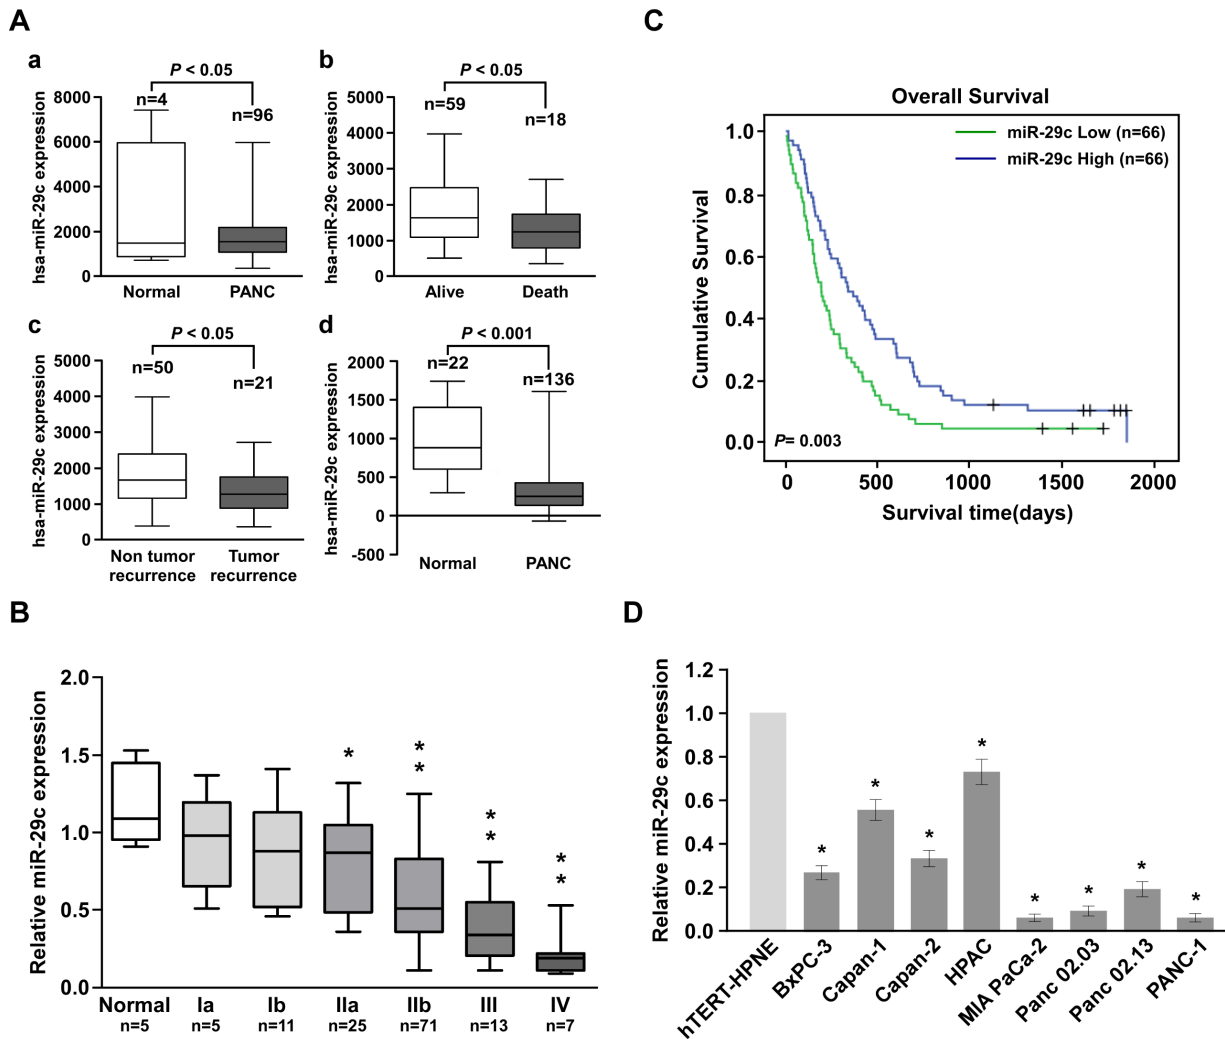 A
a
P < 0.05
hsa-miR-29c expression
8000
6000
4000
2000
0
n=4
n=96
Normal
PANC
b
P < 0.05
hsa-miR-29c expression
5000
4000
3000
2000
1000
0
n=59
n=18
Alive
Death
c
P < 0.05
hsa-miR-29c expression
5000
4000
3000
2000
1000
0
n=50
n=21
Non tumor
recurrence
Tumor
recurrence
d
P < 0.001
hsa-miR-29c expression
2000
1500
1000
500
0
-500
n=22
n=136
Normal
PANC
C
Overall Survival
miR-29c Low (n=66)
miR-29c High (n=66)
Cumulative Survival
1.0
0.8
0.6
0.4
0.2
0.0
P= 0.003
0
500
1000
1500
2000
Survival time(days)
B
Relative miR-29c expression
2.0
1.5
1.0
0.5
0.0
*
*
*
*
*
*
*
Normal
Ia
Ib
IIa
IIb
III
IV
n=5
n=5
n=11
n=25
n=71
n=13
n=7
D
Relative miR-29c expression
1.2
1.0
0.8
0.6
0.4
0.2
0.0
*
*
*
*
*
*
*
*
hTERT-HPNE
BxPC-3
Capan-1
Capan-2
HPAC
MIA PaCa-2
Panc 02.03
Panc 02.13
PANC-1